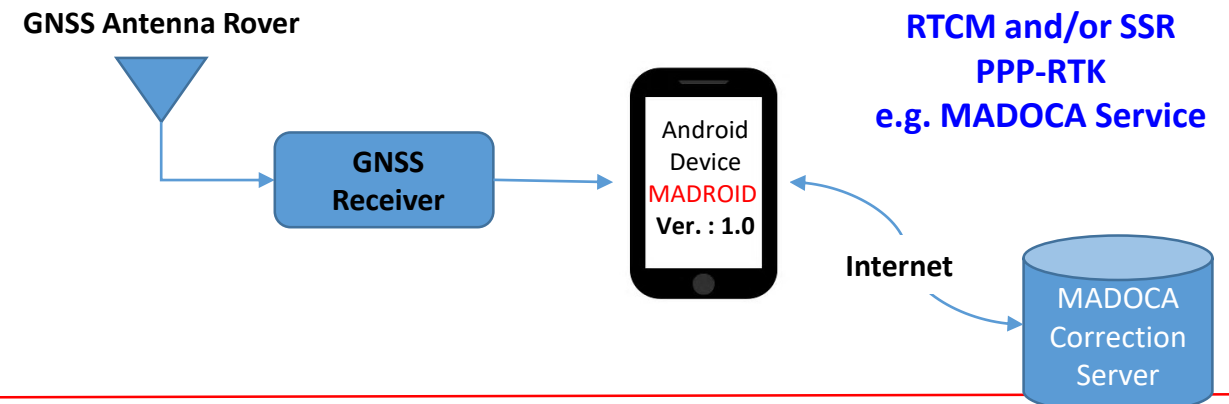 GNSS Antenna Rover
RTCM and/or SSR
PPP-RTK
e.g. MADOCA Service
GNSS
Receiver
Android
Device
MADROID
Ver. : 1.0
Internet
MADOCA
Correction
Server